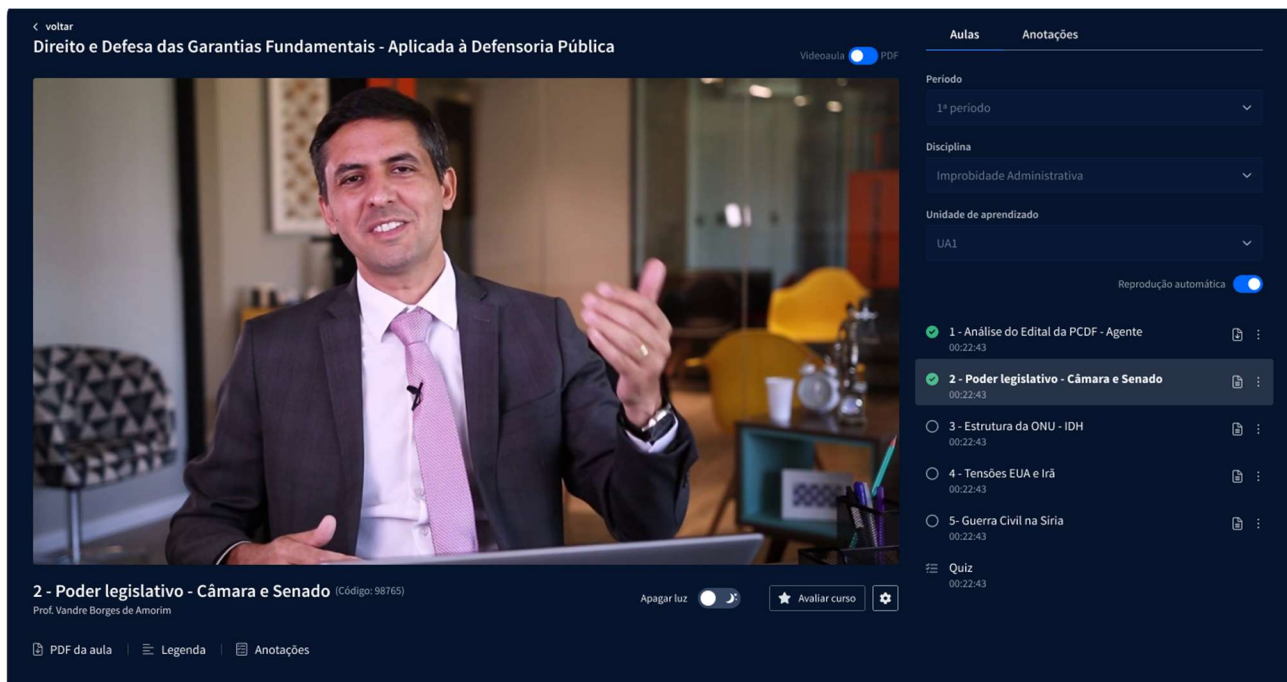 voltar
Direito e Defesa das Garantias Fundamentais - Aplicada à Defensoria Pública
Vídeoaula PDF
2 - Poder legislativo - Câmara e Senado (Código: 98765)
Prof. Vandre Borges de Amorim
Apagar luz
Avaliar curso
PDF da aula
Legenda
Anotações
Aulas
Anotações
Período
1º periodo
Disciplina
Improbidade Administrativa
Unidade de aprendizado
UA1
Reprodução automática
1 - Análise do Edital da PCDF - Agente
00:22:43
2 - Poder legislativo - Câmara e Senado
00:22:43
3 - Estrutura da ONU - IDH
00:22:43
4 - Tensões EUA e Irã
00:22:43
5- Guerra Civil na Síria
00:22:43
Quiz
00:22:43